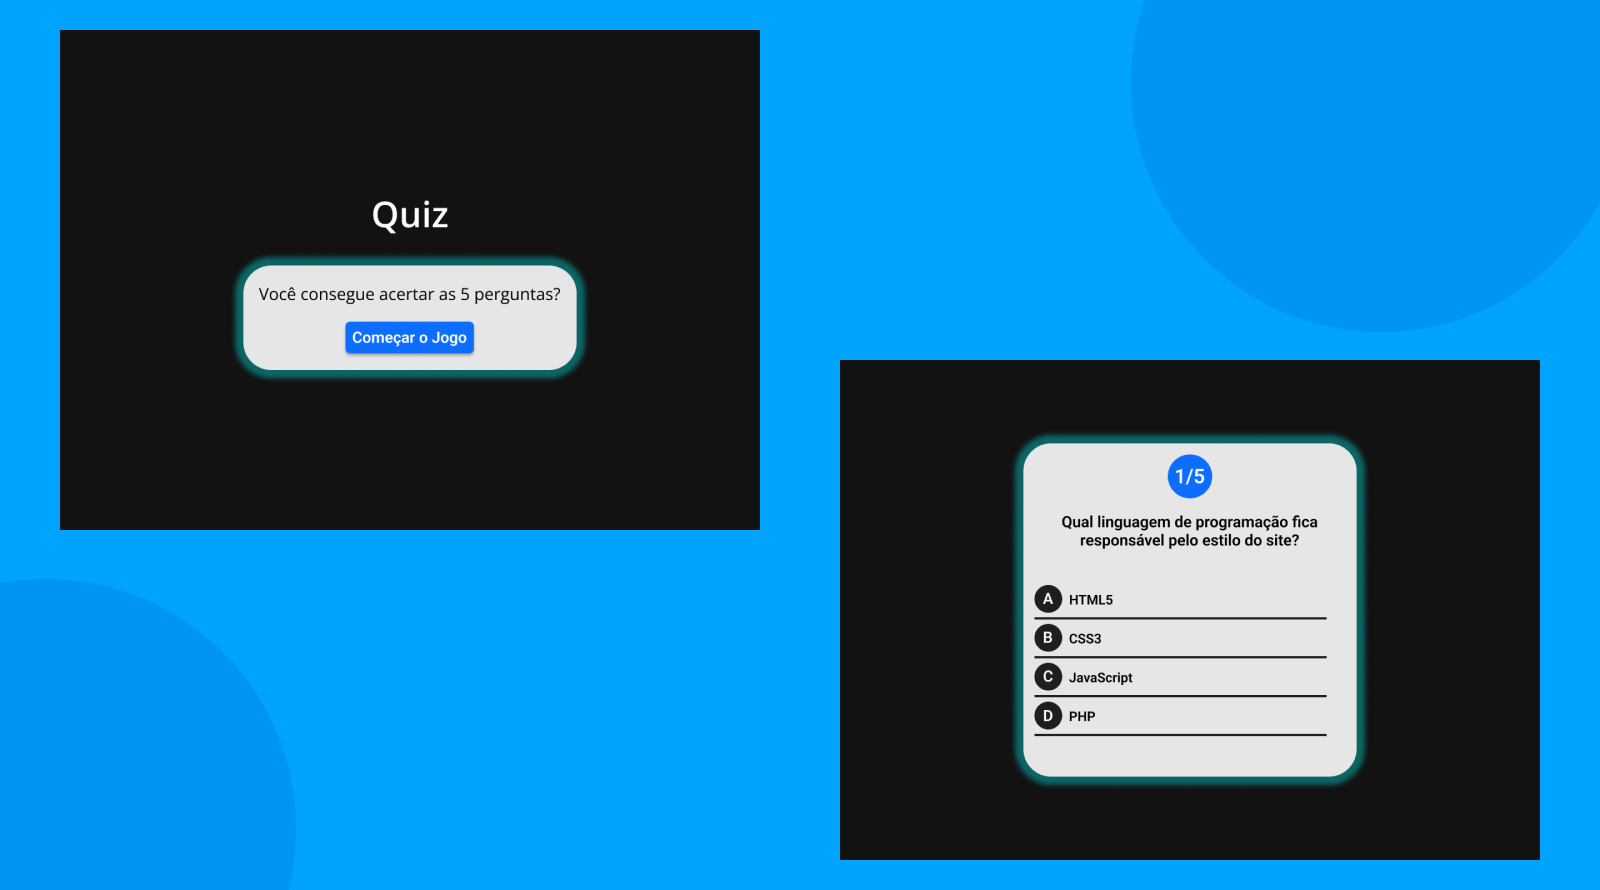 Quiz
Você consegue acertar as 5 perguntas?
Começar o Jogo
1/5
Qual linguagem de programação fica
responsável pelo estilo do site?
A HTML5
B CSS3
C JavaScript
D PHP